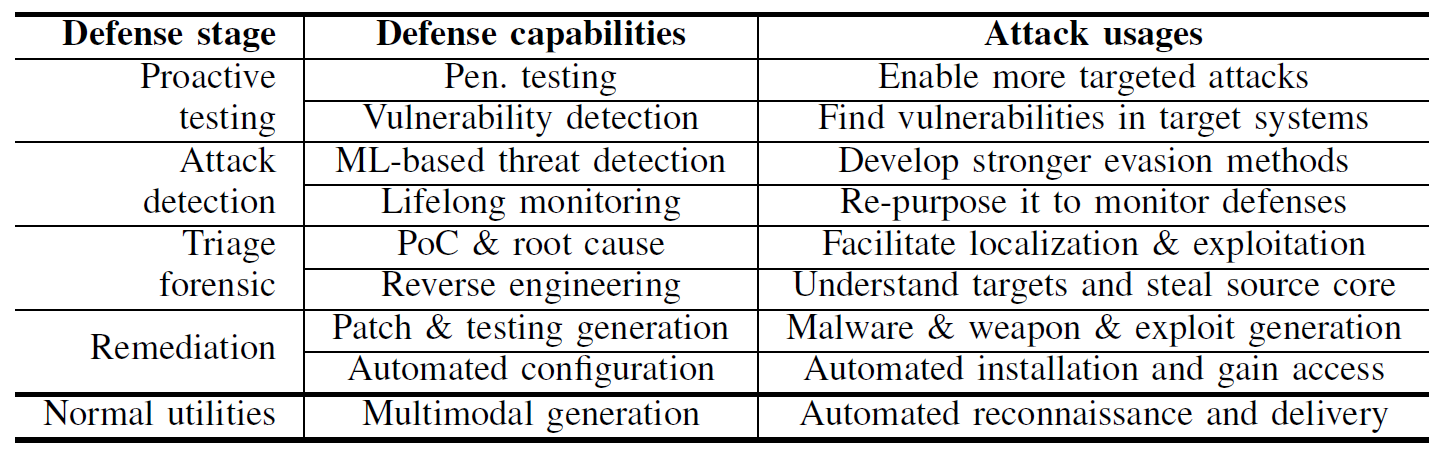 Defense stage Defense capabilities Attack usages
Proactive testing Pen. testing Enable more targeted attacks
Vulnerability detection Find vulnerabilities in target systems
Attack detection ML-based threat detection Develop stronger evasion methods
Lifelong monitoring Re-purpose it to monitor defenses
Triage forensic PoC & root cause Facilitate localization & exploitation
Reverse engineering Understand targets and steal source core
Remediation Patch & testing generation Malware & weapon & exploit generation
Automated configuration Automated installation and gain access
Normal utilities Multimodal generation Automated reconnaissance and delivery